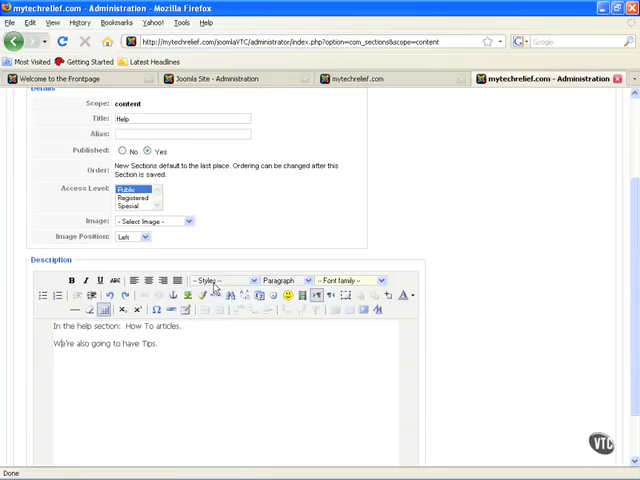 mytechrelief.com - Administration - Mozilla Firefox
File Edit View History Bookmarks Yahoo! Tools Help
http://mytechrelief.com/joomlaVTC/administrator/index.php?option=com_sections&scope=content
Google
Most Visited Getting Started Latest Headlines
Welcome to the Frontpage Joomla Site - Administration mytechrelief.com mytechrelief.com - Administration
Details
Scope: content
Title: Help
Alias:
Published: No Yes
Order: New Sections default to the last place. Ordering can be changed after this
Section is saved.
Access Level: Public
Registered
Special
Image: - Select Image -
Image Position: Left
Description
B I U ABC -- Styles -- Paragraph -- Font family --
In the help section: How To articles.
We're also going to have Tips.
VTC
Done